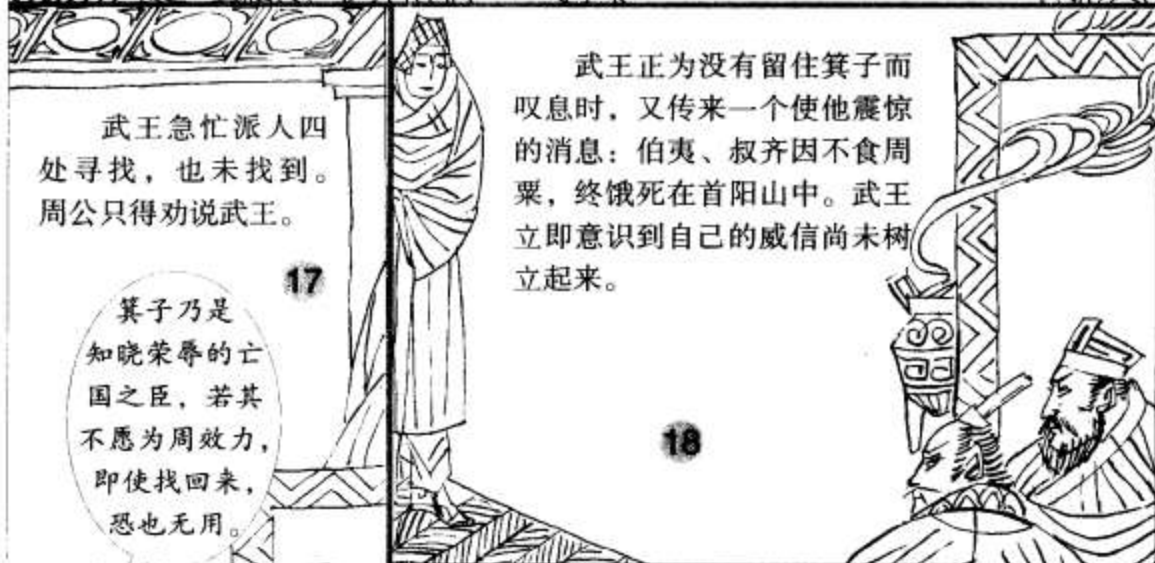 武王急忙派人四
处寻找，也未找到。
周公只得劝说武王。
17
箕子乃是
知晓荣辱的亡
国之臣，若其
不愿为周效力，
即使找回来，
恐也无用。
武王正为没有留住箕子而
叹息时，又传来一个使他震惊
的消息：伯夷、叔齐因不食周
粟，终饿死在首阳山中。武王
立即意识到自己的威信尚未树
立起来。
18